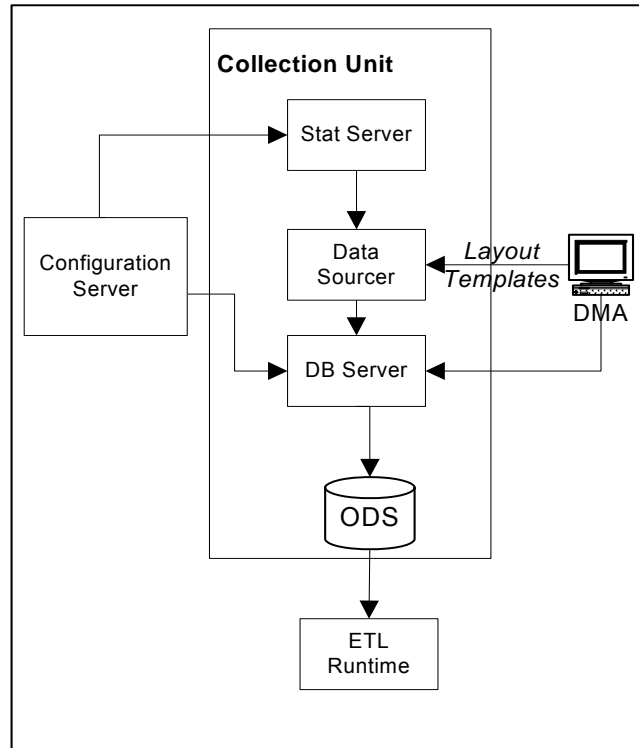 Collection Unit
Stat Server
Configuration
Server
Data
Sourcer
Layout
Templates
DMA
DB Server
ODS
ETL
Runtime